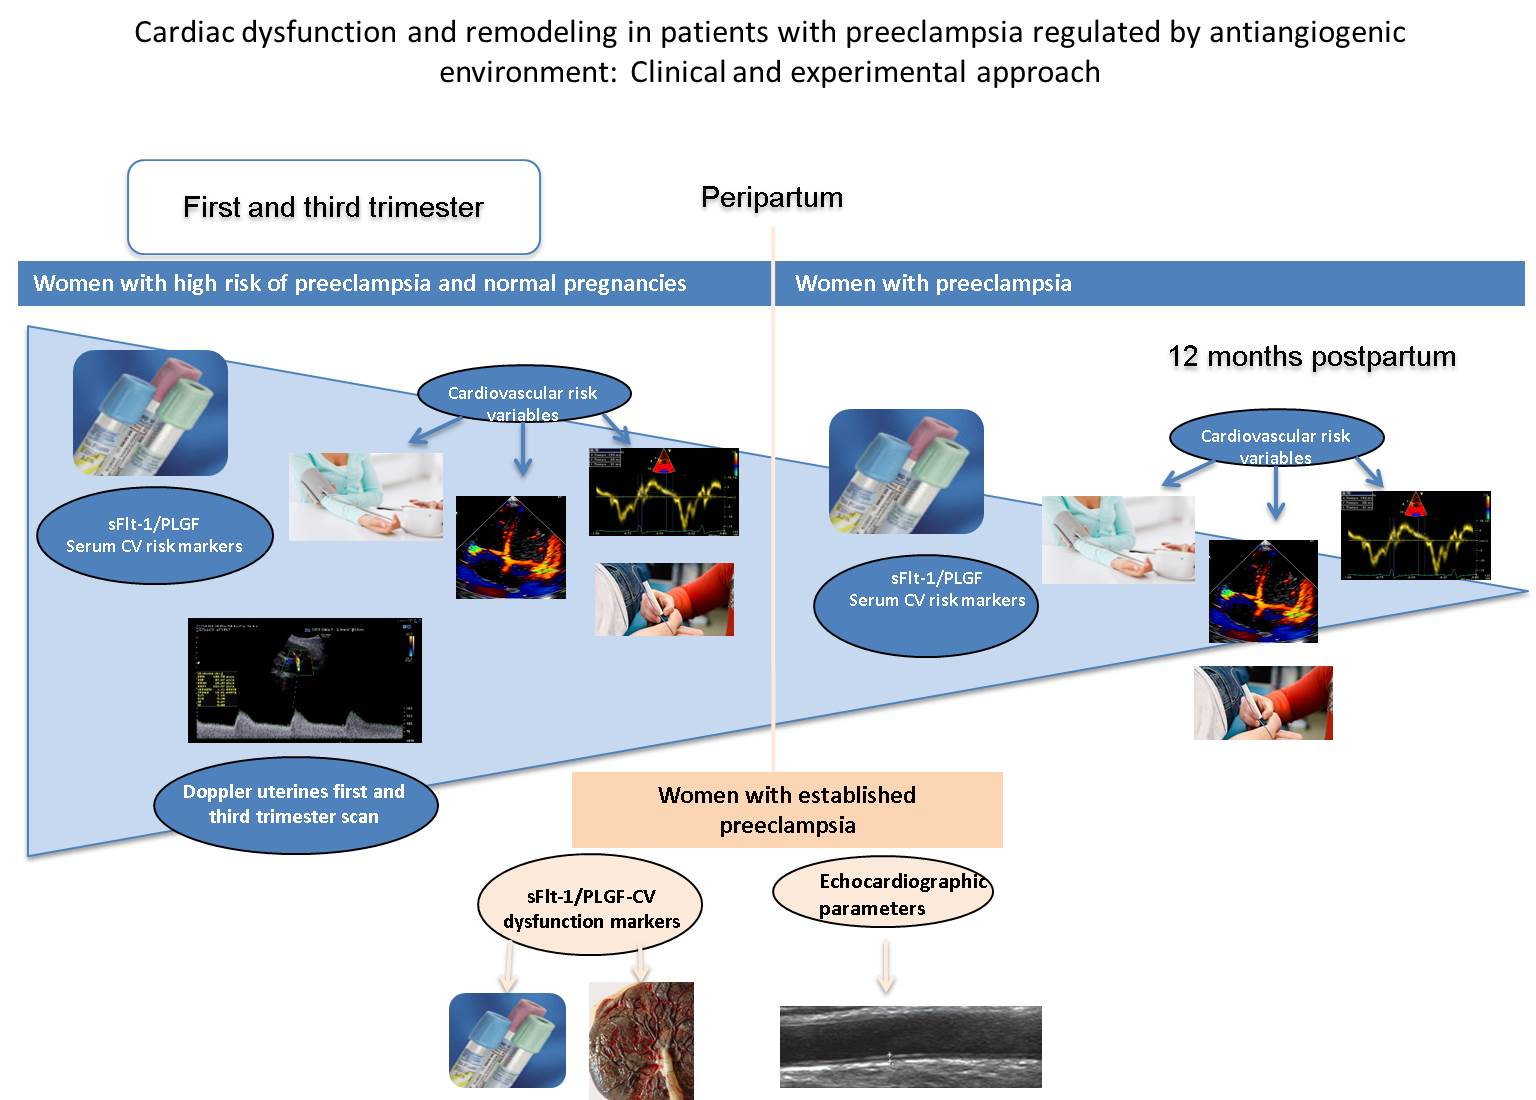 Cardiac dysfunction and remodeling in patients with preeclampsia regulated by antiangiogenic
environment: Clinical and experimental approach
First and third trimester
Peripartum
Women with high risk of preeclampsia and normal pregnancies
Women with preeclampsia
12 months postpartum
Cardiovascular risk
variables
sFlt-1/PLGF
Serum CV risk markers
Doppler uterines first and
third trimester scan
Cardiovascular risk
variables
sFlt-1/PLGF
Serum CV risk markers
Women with established
preeclampsia
sFlt-1/PLGF-CV
dysfunction markers
Echocardiographic
parameters